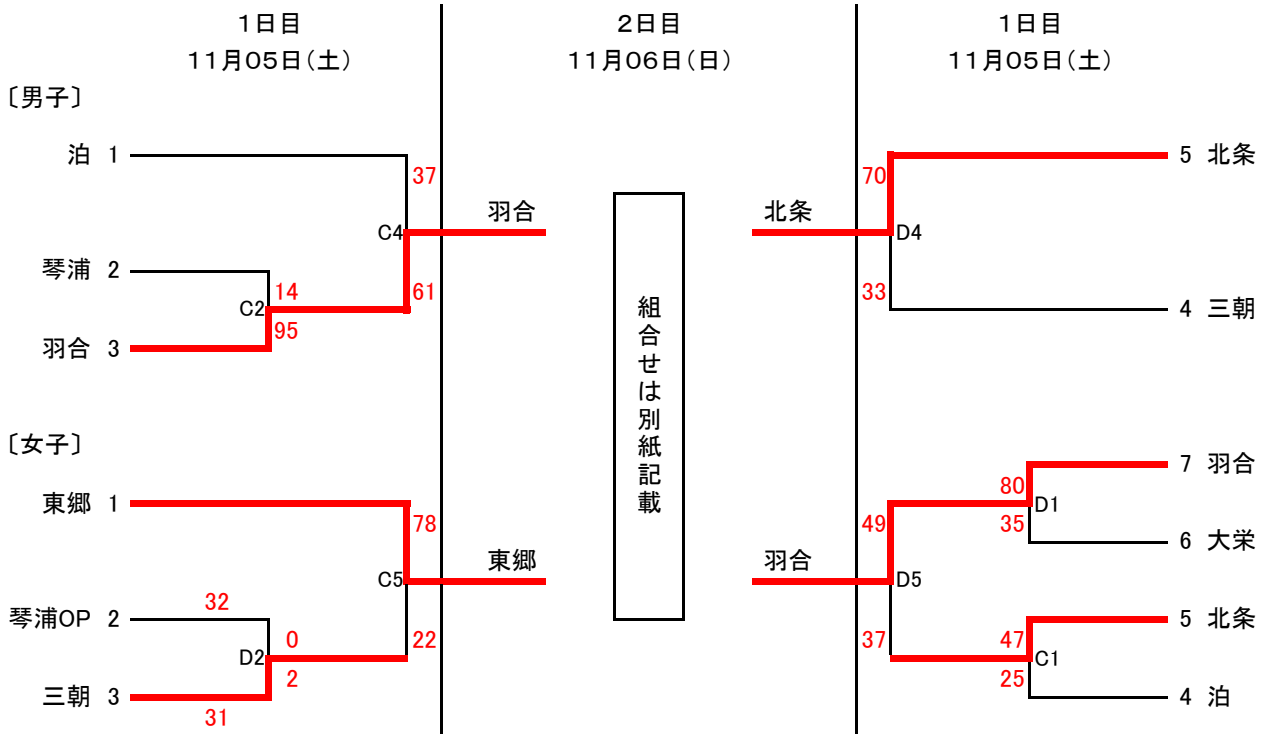 1日目
11月05日(土)
2日目
11月06日(日)
1日目
11月05日(土)
〔男子〕
泊 1
37
C4
羽合
琴浦 2
14
C2
95
61
羽合 3
組合せは別紙記載
北条
70
D4
33
5 北条
4 三朝
〔女子〕
東郷 1
78
C5
東郷
琴浦OP 2
32
0
D2
2
22
三朝 3
31
羽合
49
D5
37
80
D1
35
7 羽合
6 大栄
47
C1
25
5 北条
4 泊